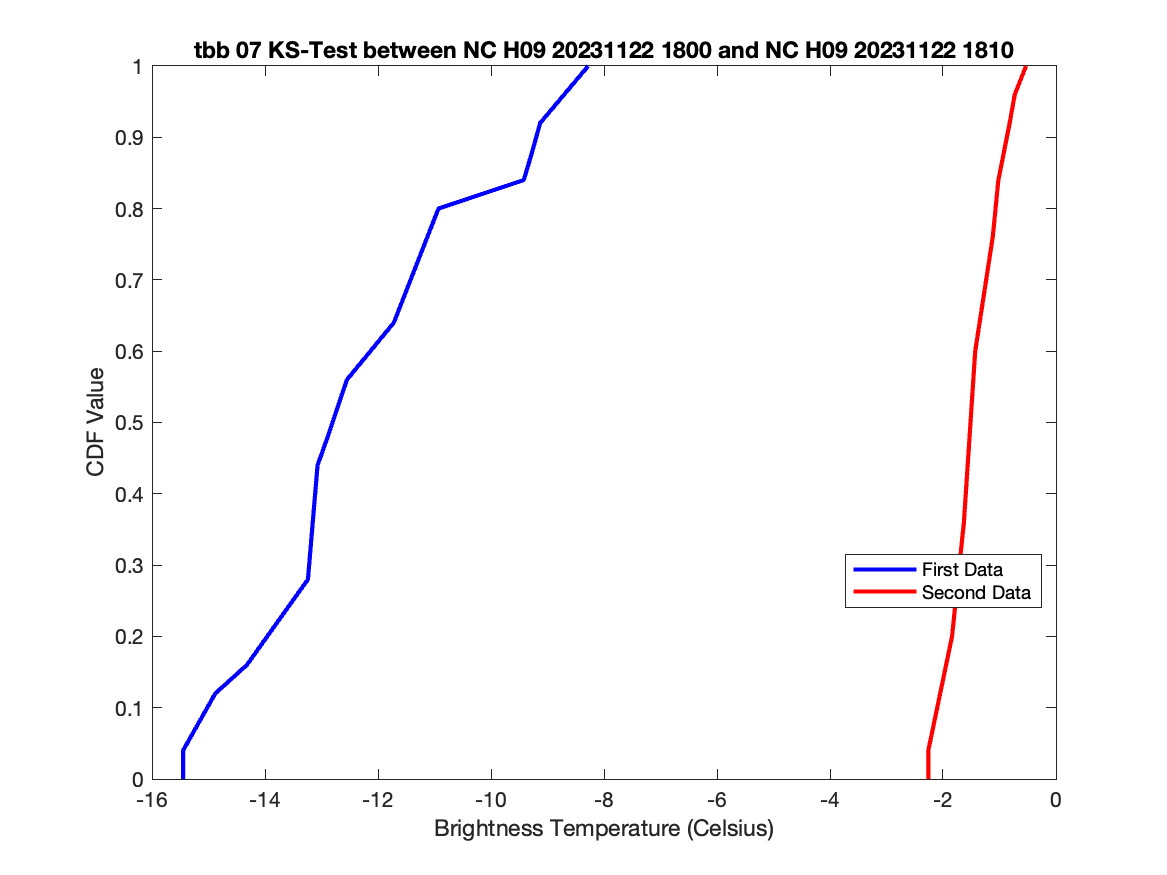 tbb 07 KS-Test between NC H09 20231122 1800 and NC H09 20231122 1810
1
0.9
0.8
0.7
0.6
0.5
0.4
0.3
0.2
0.1
0
CDF Value
First Data
Second Data
-16 -14 -12 -10 -8 -6 -4 -2 0
Brightness Temperature (Celsius)